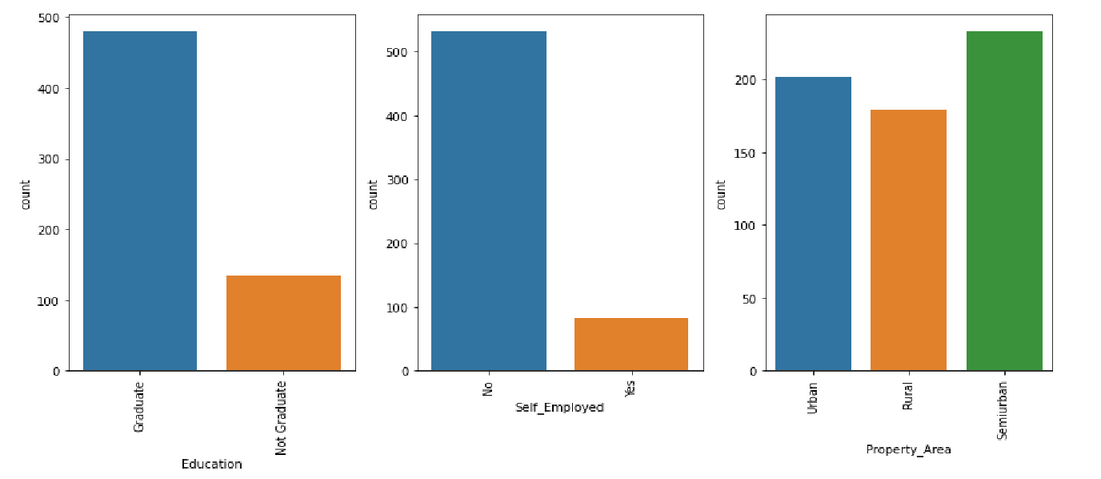 500
400
300
200
100
0
count
Graduate
Not Graduate
Education
500
400
300
200
100
0
count
No
Yes
Self_Employed
200
150
100
50
0
count
Urban
Rural
Semiurban
Property_Area